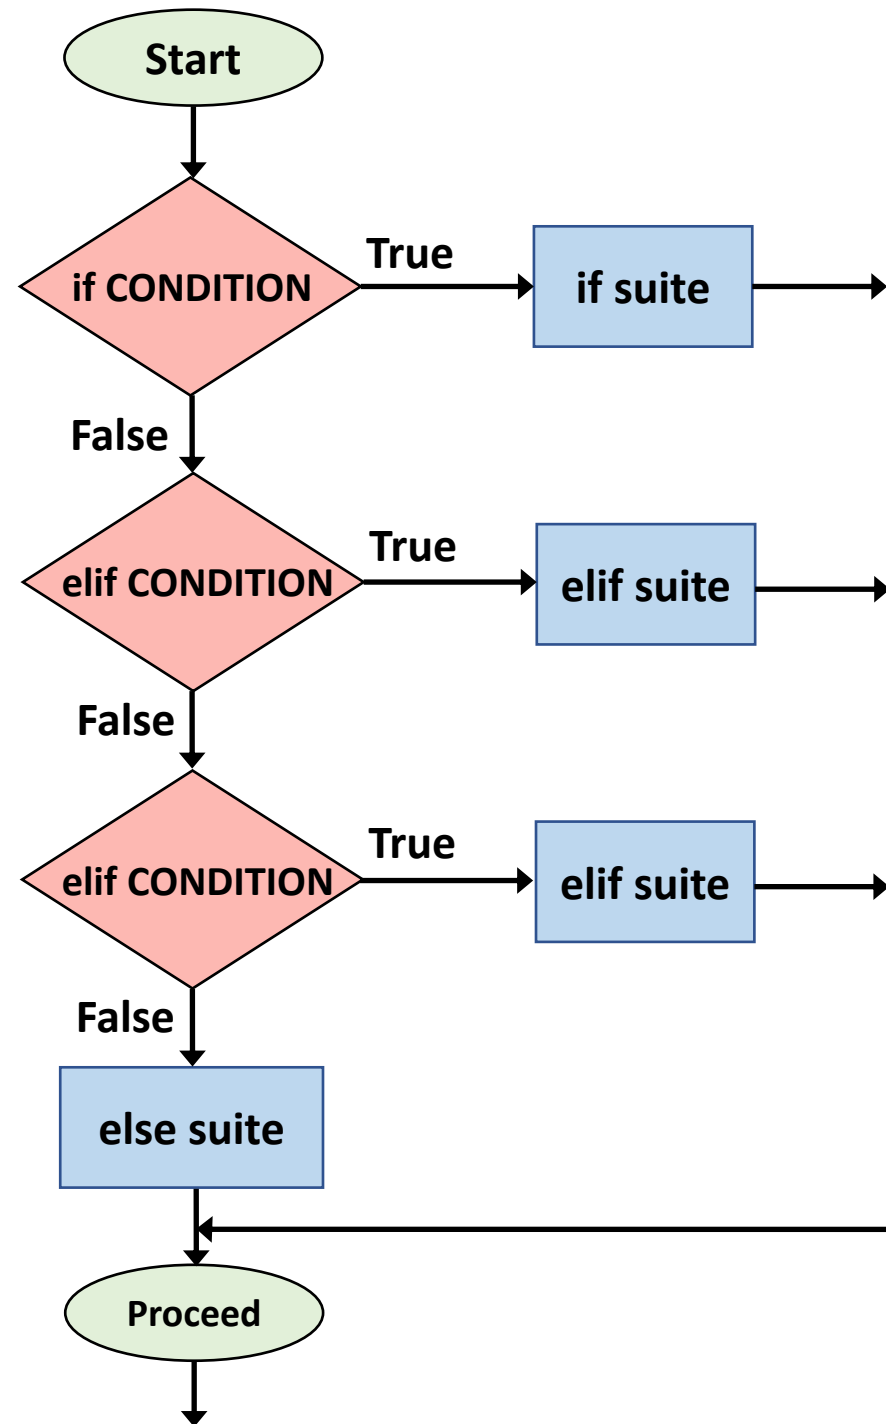 Start
if CONDITION
True
if suite
False
elif CONDITION
True
elif suite
False
elif CONDITION
True
elif suite
False
else suite
Proceed